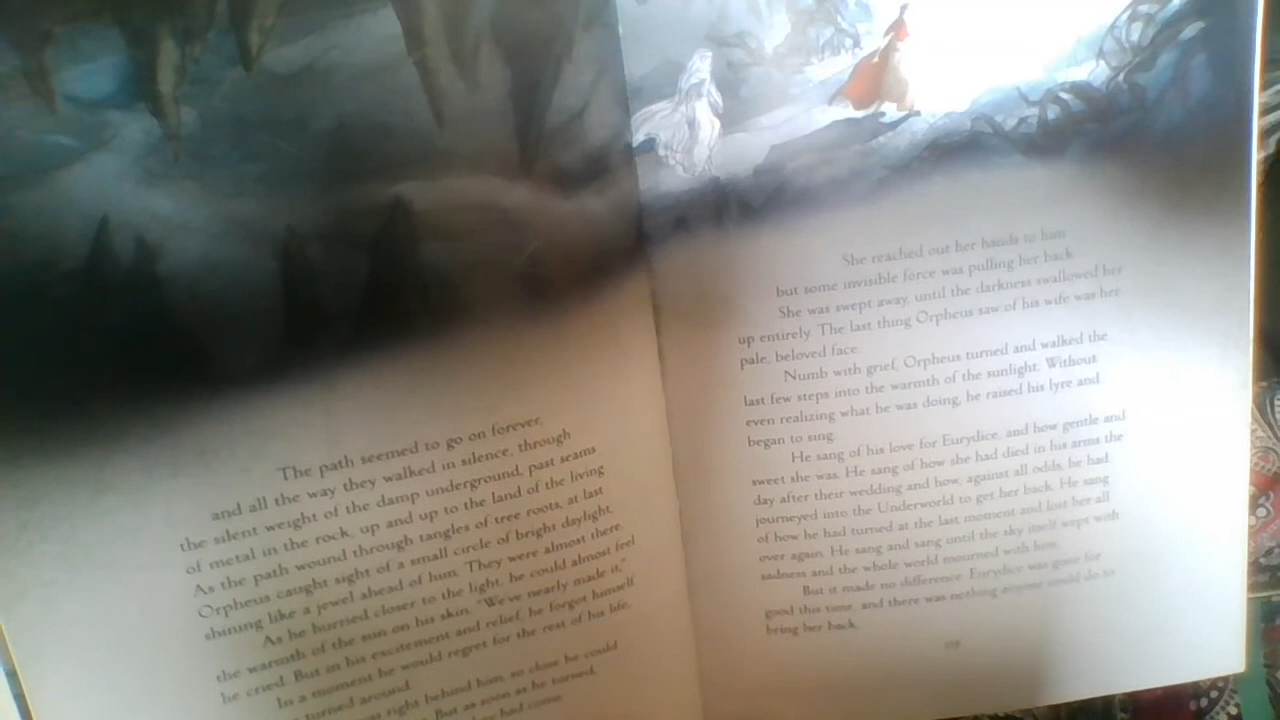 The path seemed to go on forever,
and all the way they walked in silence, through
the silent weight of the damp underground, past seams
of metal in the rock, up and up to the land of the living.
As the path wound through tangles of tree roots, at last
Orpheus caught sight of a small circle of bright daylight,
shining like a jewel ahead of him. They were almost there.
As he hurried closer to the light, he could almost feel
the warmth of the sun on his skin. "We've nearly made it,"
he cried. But in his excitement and relief, he forgot himself.
In a moment he would regret for the rest of his life,
turned around.
right behind him, so close he could
But as soon as he turned,
had come
She reached out her hands to him
but some invisible force was pulling her back.
She was swept away, until the darkness swallowed her
up entirely. The last thing Orpheus saw of his wife was her
pale, beloved face.
Numb with grief, Orpheus turned and walked the
last few steps into the warmth of the sunlight. Without
even realizing what he was doing, he raised his lyre and
began to sing.
He sang of his love for Eurydice, and how gentle and
sweet she was. He sang of how she had died in his arms the
day after their wedding and how, against all odds, he had
journeyed into the Underworld to get her back. He sang
of how he had turned at the last moment and lost her all
over again. He sang and sang until the sky itself wept with
sadness and the whole world mourned with him.
But it made no difference. Eurydice was gone for
good this time, and there was nothing anyone could do to
bring her back.